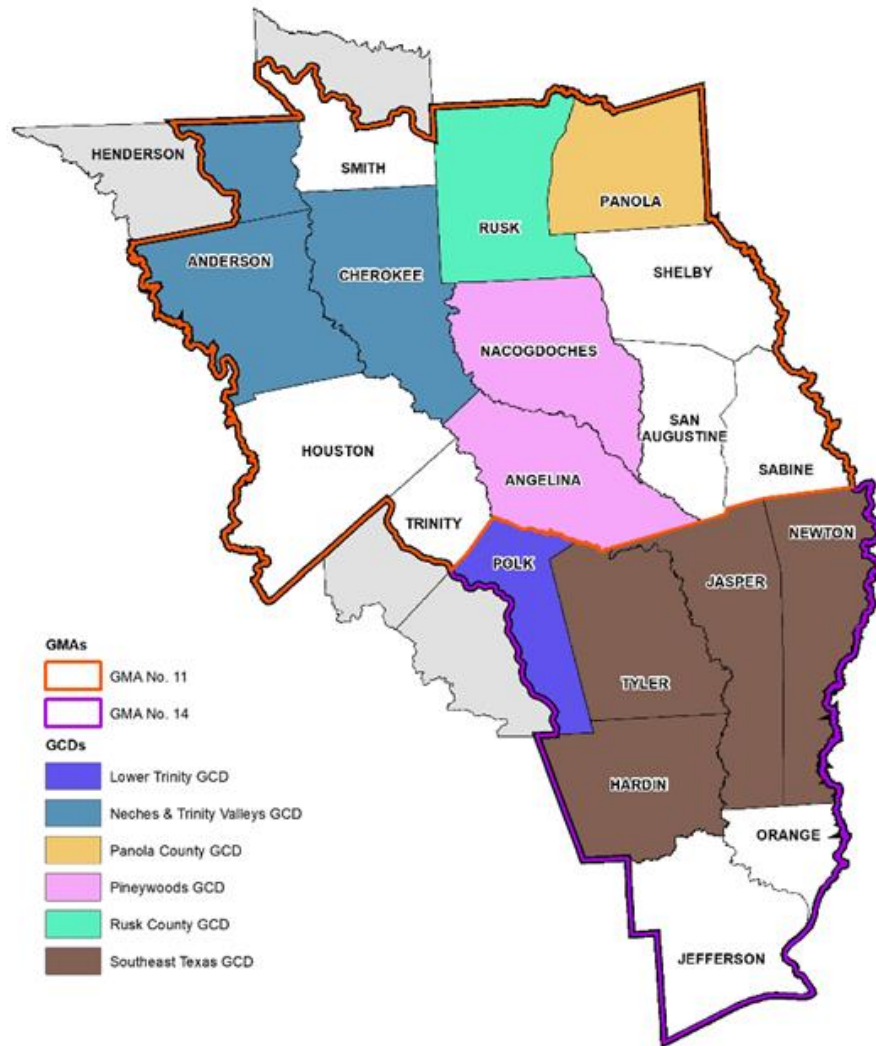 HENDERSON
SMITH
RUSK
PANOLA
ANDERSON
CHEROKEE
SHELBY
NACOGDOCHES
SAN
AUGUSTINE
HOUSTON
SABINE
ANGELINA
TRINITY
NEWTON
POLK
JASPER
TYLER
HARDIN
ORANGE
JEFFERSON
GMAs
GMA No. 11
GMA No. 14
GCDs
Lower Trinity GCD
Neches & Trinity Valleys GCD
Panola County GCD
Pineywoods GCD
Rusk County GCD
Southeast Texas GCD